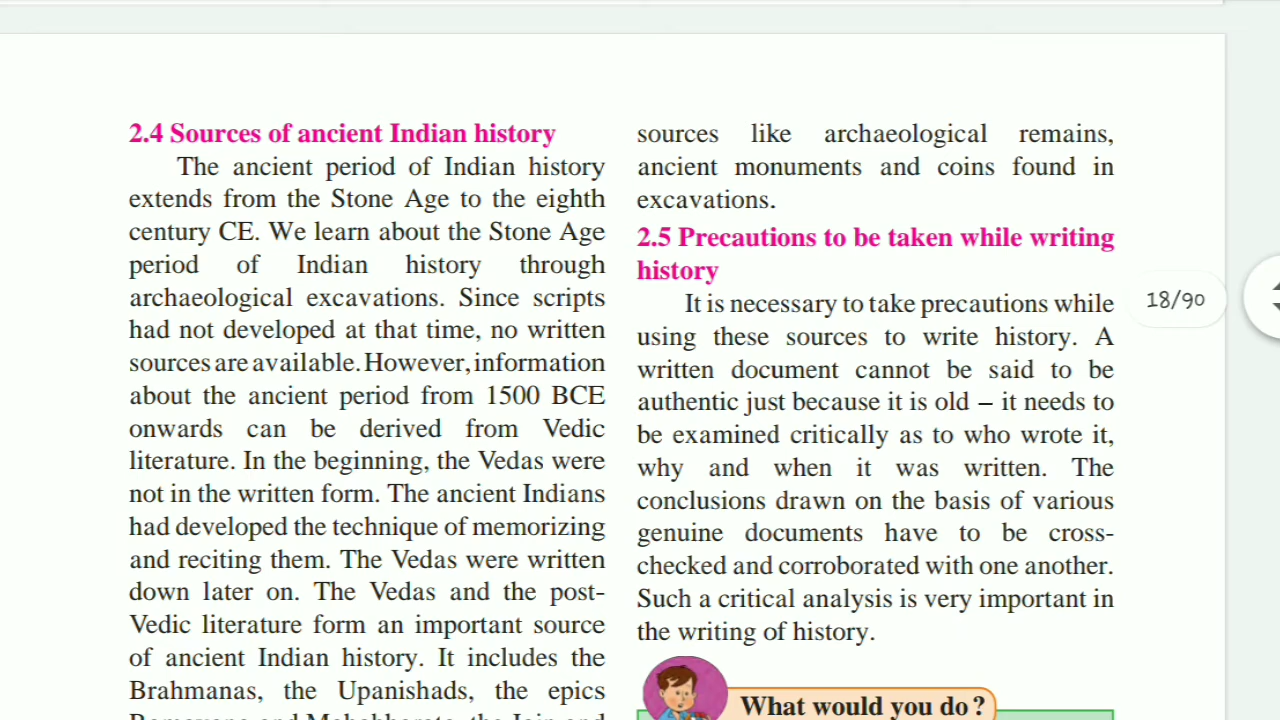 2.4 Sources of ancient Indian history
The ancient period of Indian history
extends from the Stone Age to the eighth
century CE. We learn about the Stone Age
period of Indian history through
archaeological excavations. Since scripts
had not developed at that time, no written
sources are available. However, information
about the ancient period from 1500 BCE
onwards can be derived from Vedic
literature. In the beginning, the Vedas were
not in the written form. The ancient Indians
had developed the technique of memorizing
and reciting them. The Vedas were written
down later on. The Vedas and the post-
Vedic literature form an important source
of ancient Indian history. It includes the
Brahmanas, the Upanishads, the epics
sources like archaeological remains,
ancient monuments and coins found in
excavations.
2.5 Precautions to be taken while writing
history
It is necessary to take precautions while
using these sources to write history. A
written document cannot be said to be
authentic just because it is old – it needs to
be examined critically as to who wrote it,
why and when it was written. The
conclusions drawn on the basis of various
genuine documents have to be cross-
checked and corroborated with one another.
Such a critical analysis is very important in
the writing of history.
What would you do?
18/90